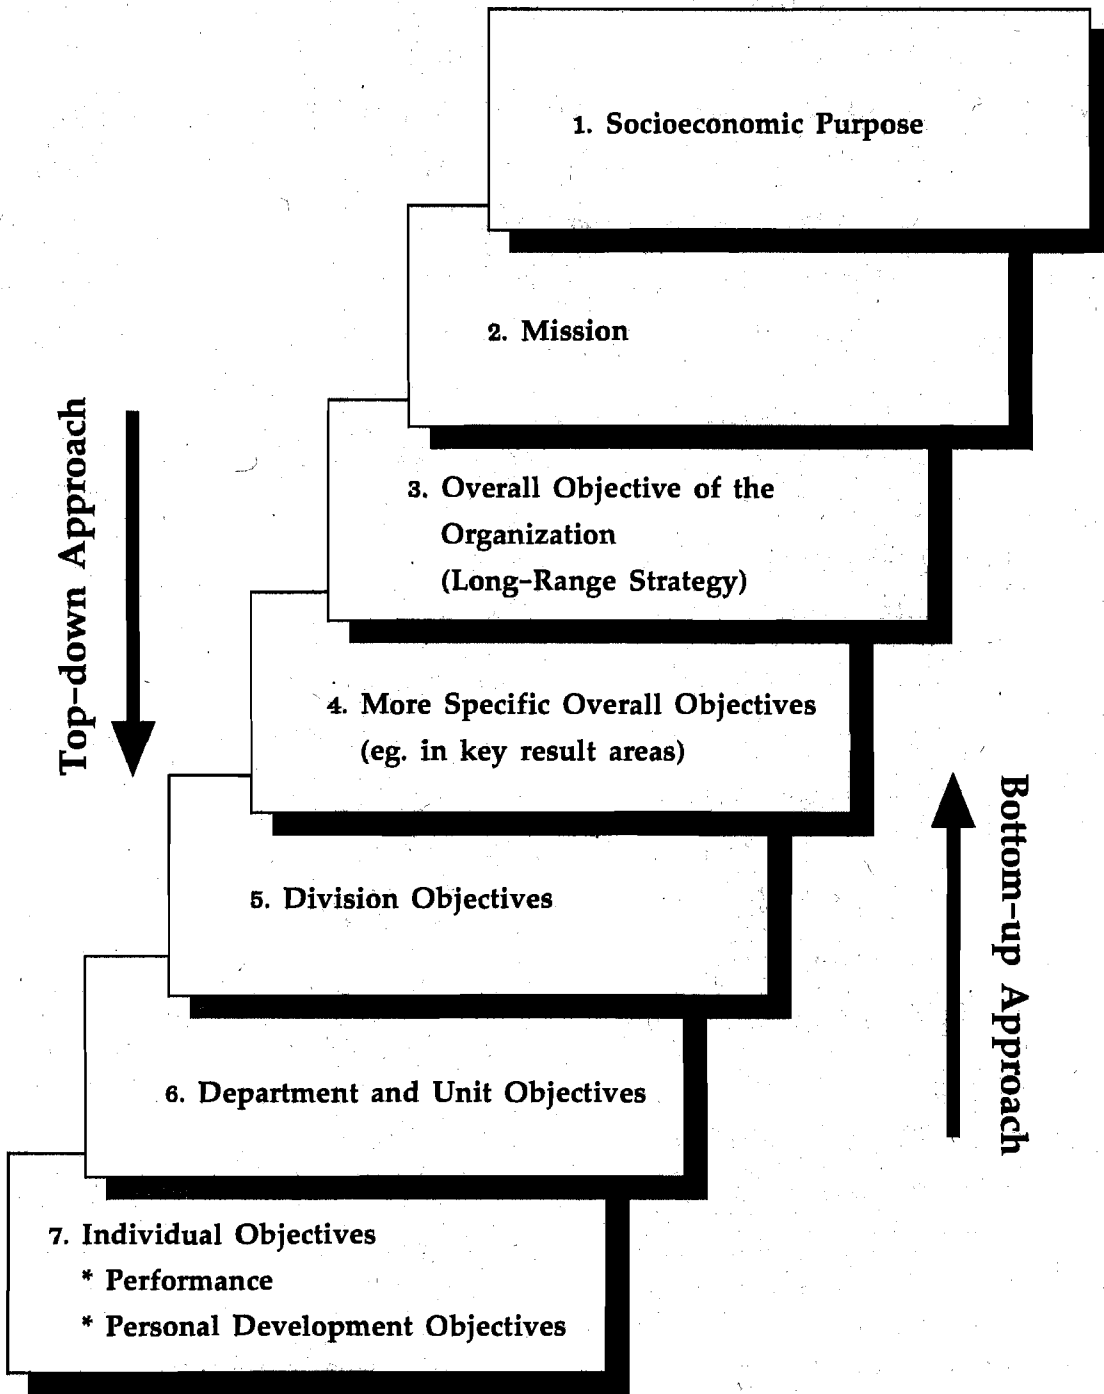 1. Socioeconomic Purpose
2. Mission
3. Overall Objective of the
Organization
(Long-Range Strategy)
4. More Specific Overall Objectives
(eg. in key result areas)
5. Division Objectives
6. Department and Unit Objectives
7. Individual Objectives
* Performance
* Personal Development Objectives
Top-down Approach
Bottom-up Approach